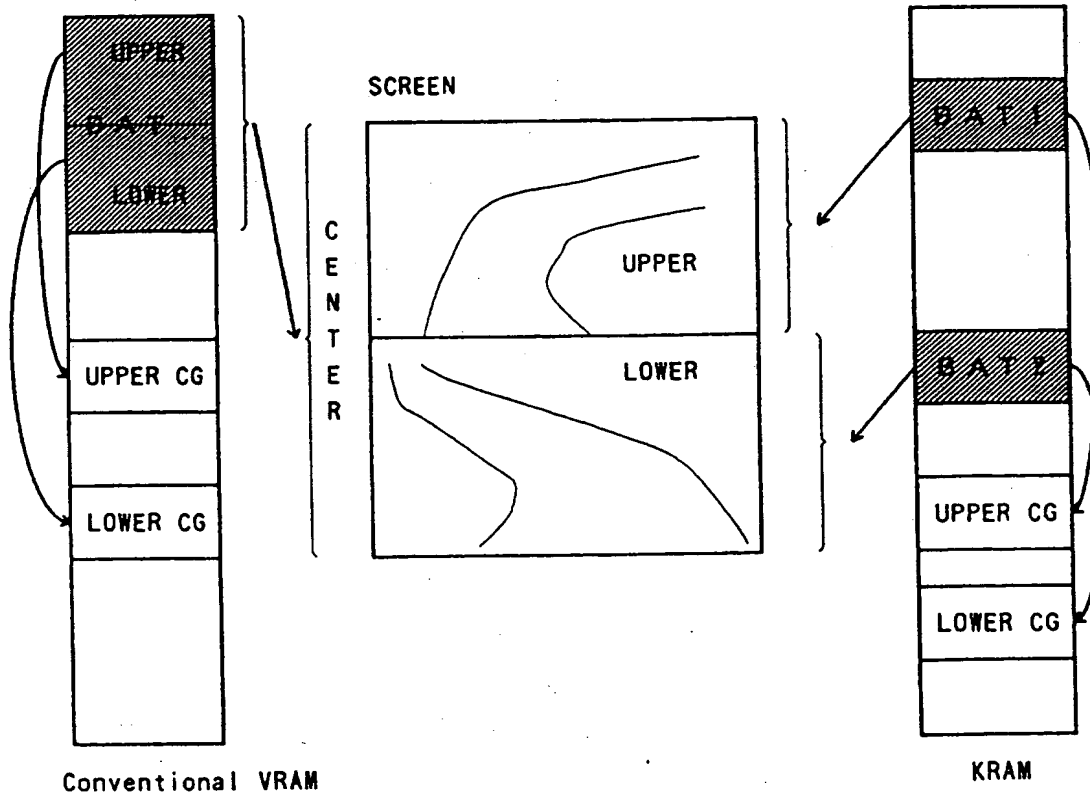 UPPER
BAT
LOWER
UPPER CG
LOWER CG
Conventional VRAM
SCREEN
CENTER
UPPER
LOWER
BAT1
BAT2
UPPER CG
LOWER CG
KRAM